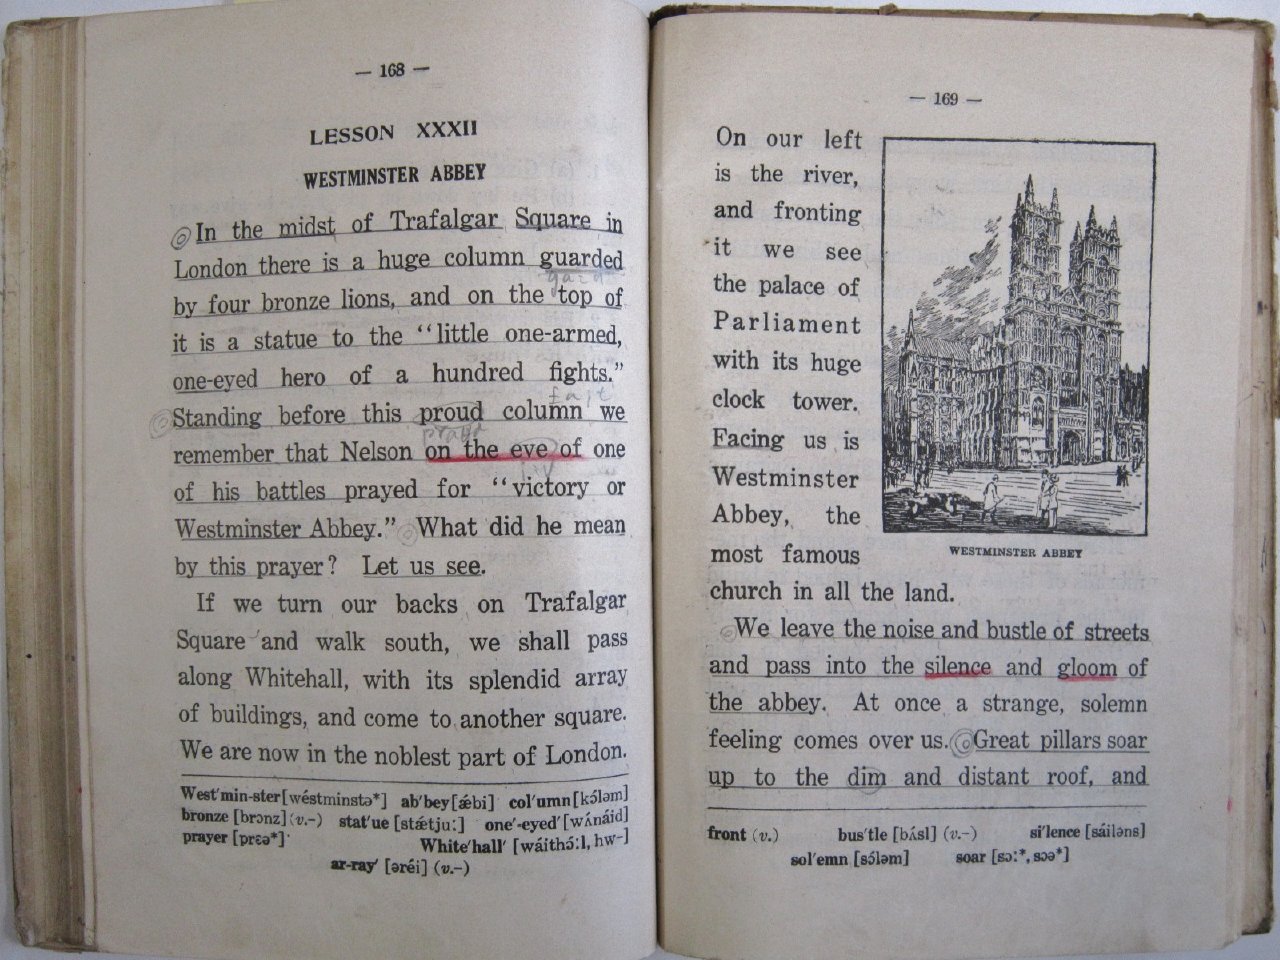 — 168 —
LESSON XXXII
WESTMINSTER ABBEY
In the midst of Trafalgar Square in
London there is a huge column guarded
by four bronze lions, and on the top of
it is a statue to the “little one-armed,
one-eyed hero of a hundred fights.”
Standing before this proud column we
remember that Nelson on the eve of one
of his battles prayed for “victory or
Westminster Abbey.” What did he mean
by this prayer? Let us see.
If we turn our backs on Trafalgar
Square and walk south, we shall pass
along Whitehall, with its splendid array
of buildings, and come to another square.
We are now in the noblest part of London.
West′min-ster [wéstminstə*] ab′bey [ǽbi] col′umn [kɔ́ləm]
bronze [brɔnz] (v.–) stat′ue [stǽtju:] one′-eyed′ [wʌ́náid]
prayer [prɛə*] White′hall′ [wáithɔ́:l, hw-]
ar-ray′ [əréi] (v.–)
— 169 —
On our left
is the river,
and fronting
it we see
the palace of
Parliament
with its huge
clock tower.
Facing us is
Westminster
Abbey, the
most famous
church in all the land.
WESTMINSTER ABBEY
We leave the noise and bustle of streets
and pass into the silence and gloom of
the abbey. At once a strange, solemn
feeling comes over us. Great pillars soar
up to the dim and distant roof, and
front (v.) bus′tle [bʌ́sl] (v.–) si′lence [sáiləns]
sol′emn [sɔ́ləm] soar [sɔ:*, sɔə*]